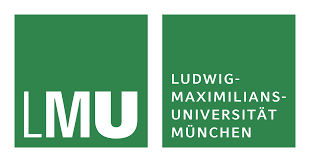 LMU
LUDWIG-
MAXIMILIANS-
UNIVERSITÄT
MÜNCHEN